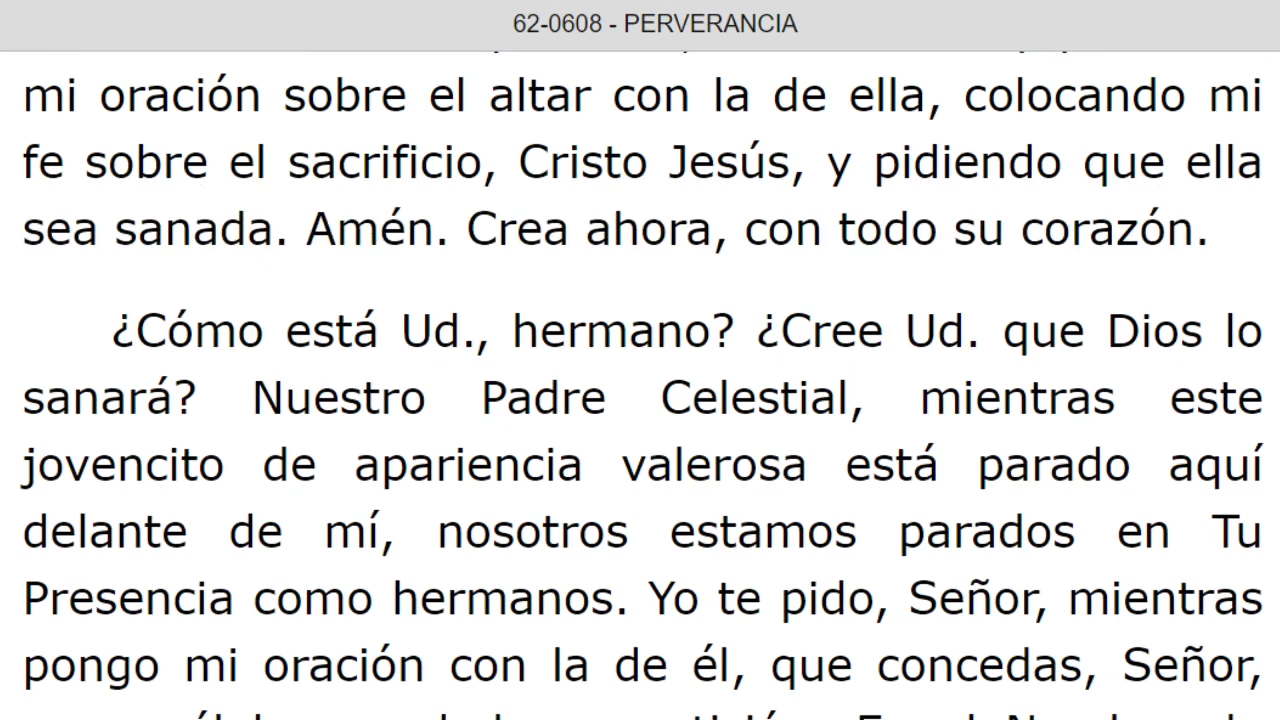 62-0608 - PERVERANCIA
mi oración sobre el altar con la de ella, colocando mi
fe sobre el sacrificio, Cristo Jesús, y pidiendo que ella
sea sanada. Amén. Crea ahora, con todo su corazón.
¿Cómo está Ud., hermano? ¿Cree Ud. que Dios lo
sanará? Nuestro Padre Celestial, mientras este
jovencito de apariencia valerosa está parado aquí
delante de mí, nosotros estamos parados en Tu
Presencia como hermanos. Yo te pido, Señor, mientras
pongo mi oración con la de él, que concedas, Señor,